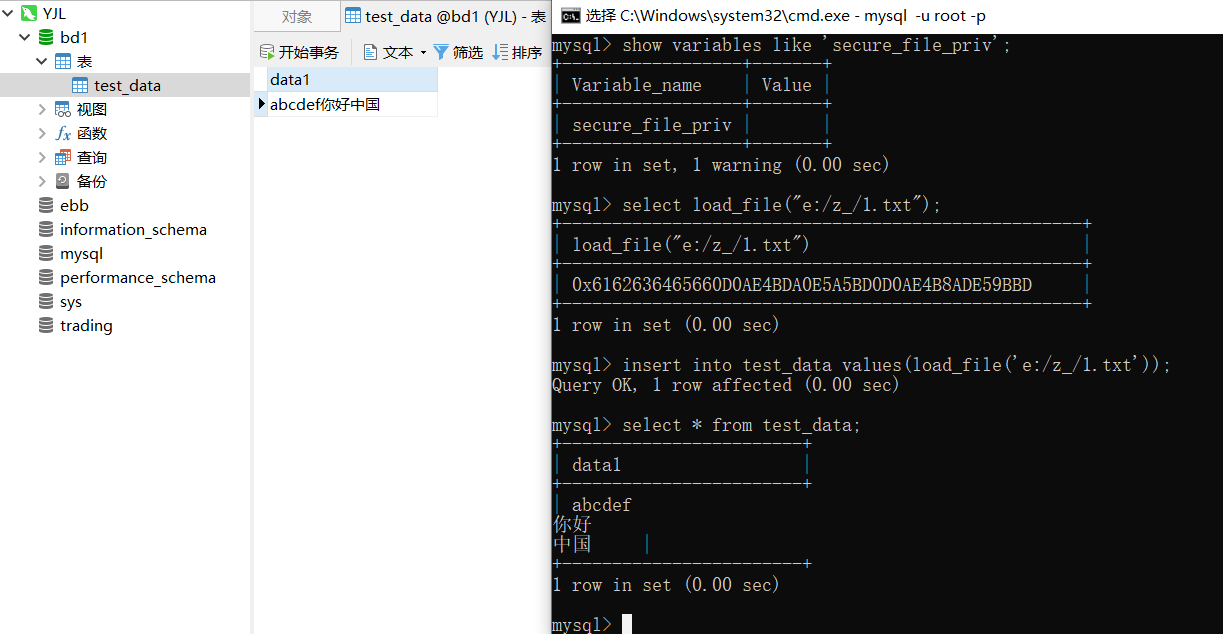 YJL
bd1
表
test_data
视图
函数
查询
备份
ebb
information_schema
mysql
performance_schema
sys
trading
对象
test_data @bd1 (YJL) - 表
开始事务 文本 筛选 排序
data1
abcdef你好中国
选择 C:\Windows\system32\cmd.exe - mysql -u root -p
mysql> show variables like 'secure_file_priv';
+------------------+-------+
| Variable_name    | Value |
+------------------+-------+
| secure_file_priv |       |
+------------------+-------+
1 row in set, 1 warning (0.00 sec)
mysql> select load_file("e:/z_/1.txt");
+----------------------------------------------------+
| load_file("e:/z_/1.txt")                           |
+----------------------------------------------------+
| 0x6162636465660D0AE4BDA0E5A5BD0D0AE4B8ADE59BBD     |
+----------------------------------------------------+
1 row in set (0.00 sec)
mysql> insert into test_data values(load_file('e:/z_/1.txt'));
Query OK, 1 row affected (0.00 sec)
mysql> select * from test_data;
+------------------------+
| data1                  |
+------------------------+
| abcdef
你好
中国     |
+------------------------+
1 row in set (0.00 sec)
mysql>